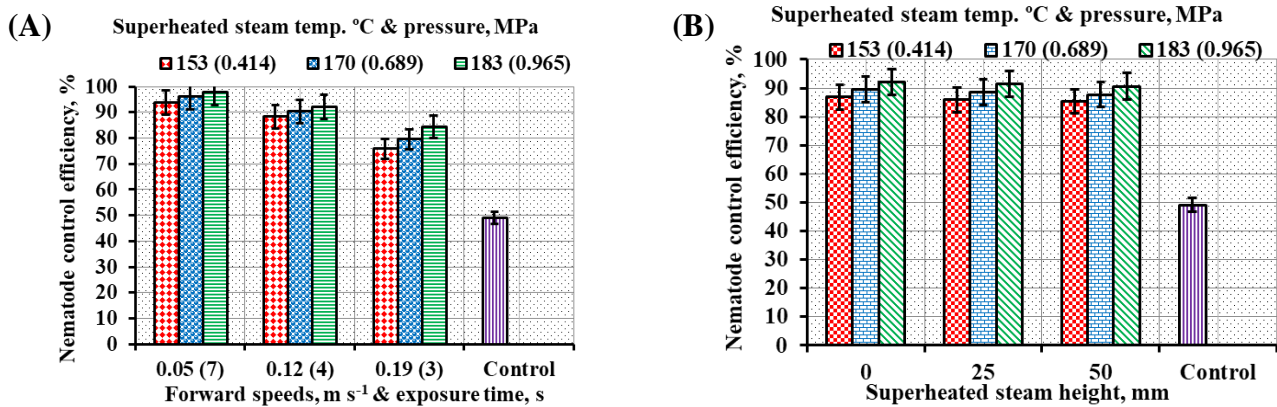 (A)
Superheated steam temp. ºC & pressure, MPa
153 (0.414) 170 (0.689) 183 (0.965)
Nematode control efficiency, %
100
90
80
70
60
50
40
30
20
10
0
0.05 (7) 0.12 (4) 0.19 (3) Control
Forward speeds, m s⁻¹ & exposure time, s
(B)
Superheated steam temp. ºC & pressure, MPa
153 (0.414) 170 (0.689) 183 (0.965)
Nematode control efficiency, %
100
90
80
70
60
50
40
30
20
10
0
0 25 50 Control
Superheated steam height, mm